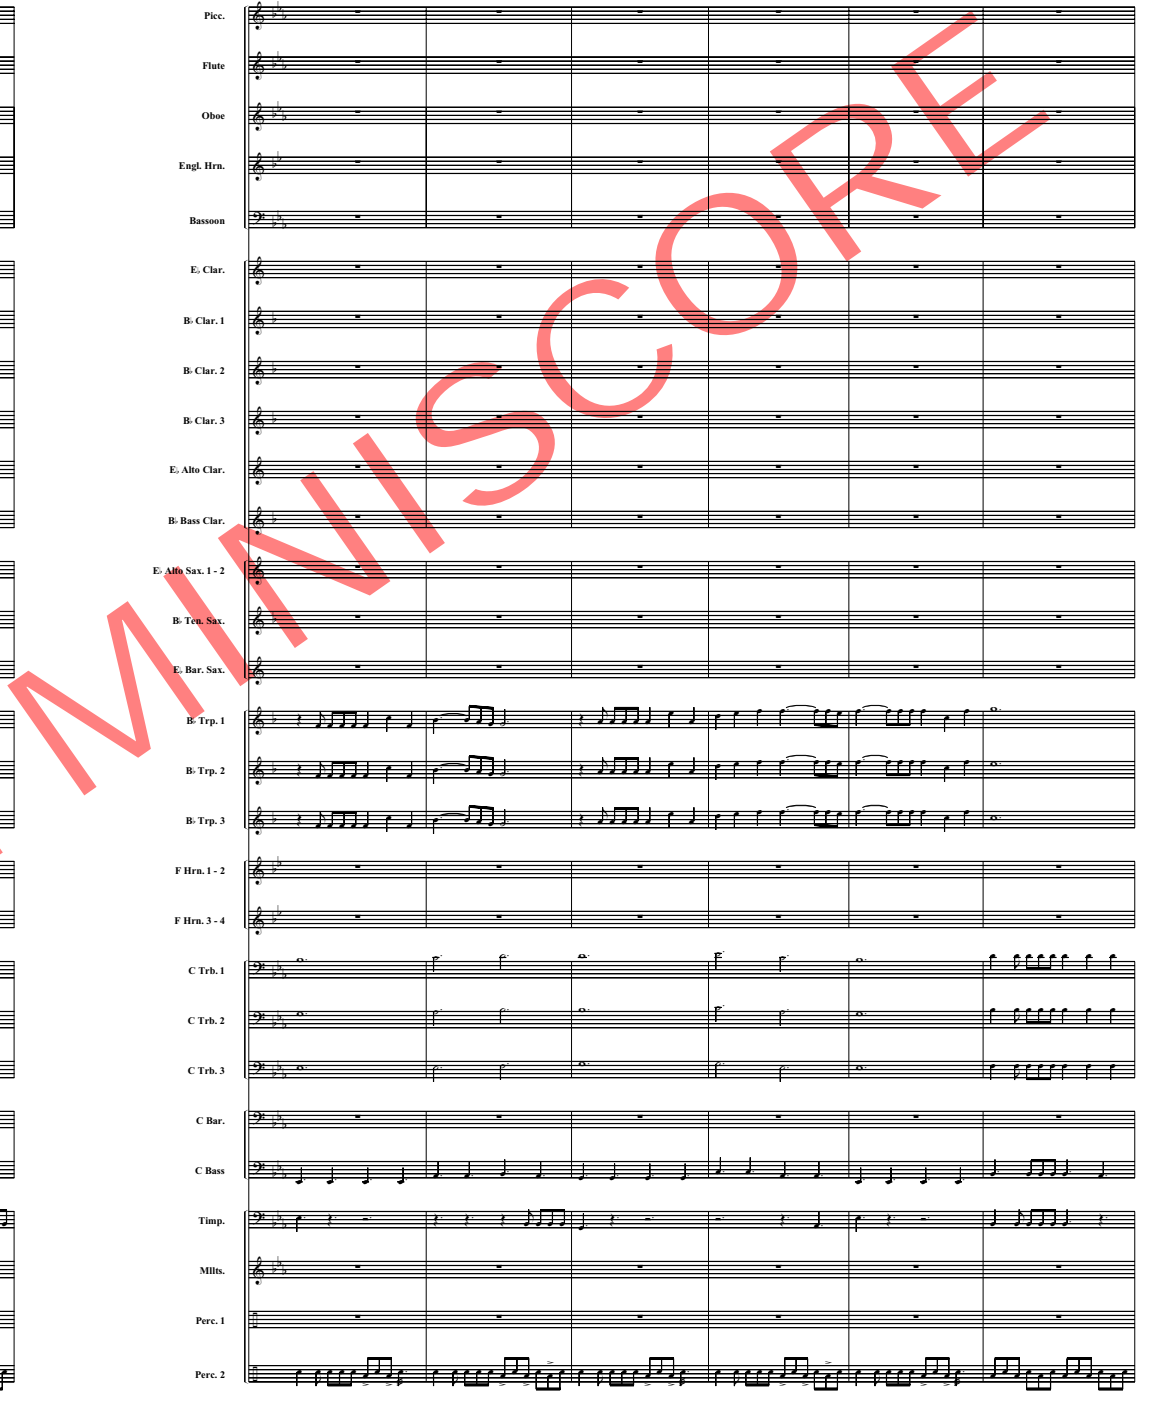 Picc.
Flute
Oboe
Engl. Hrn.
Bassoon
E♭ Clar.
B♭ Clar. 1
B♭ Clar. 2
B♭ Clar. 3
E♭ Alto Clar.
B♭ Bass Clar.
E♭ Alto Sax. 1 - 2
B♭ Ten. Sax.
E♭ Bar. Sax.
B♭ Trp. 1
B♭ Trp. 2
B♭ Trp. 3
F Hrn. 1 - 2
F Hrn. 3 - 4
C Trb. 1
C Trb. 2
C Trb. 3
C Bar.
C Bass
Timp.
Mllts.
Perc. 1
Perc. 2
MINISCORE